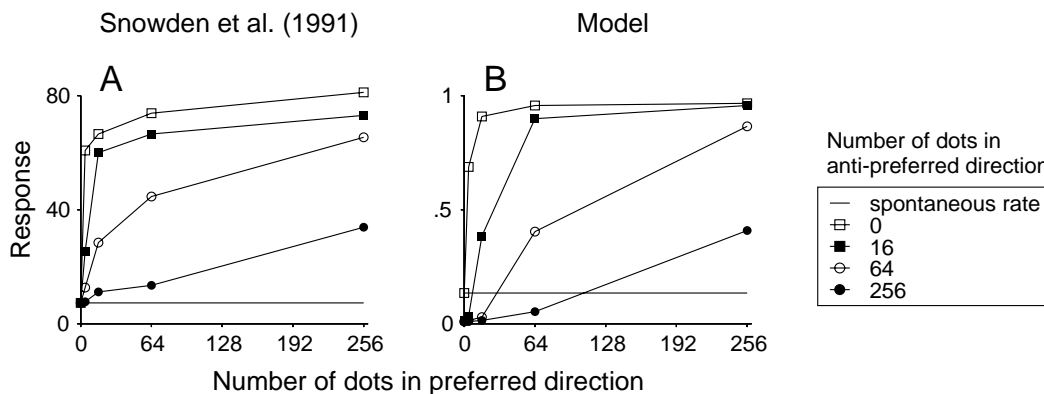 Snowden et al. (1991)
Model
A
B
80
40
0
Response
0 64 128 192 256
1
.5
0
0 64 128 192 256
Number of dots in preferred direction
Number of dots in
anti-preferred direction
spontaneous rate
0
16
64
256